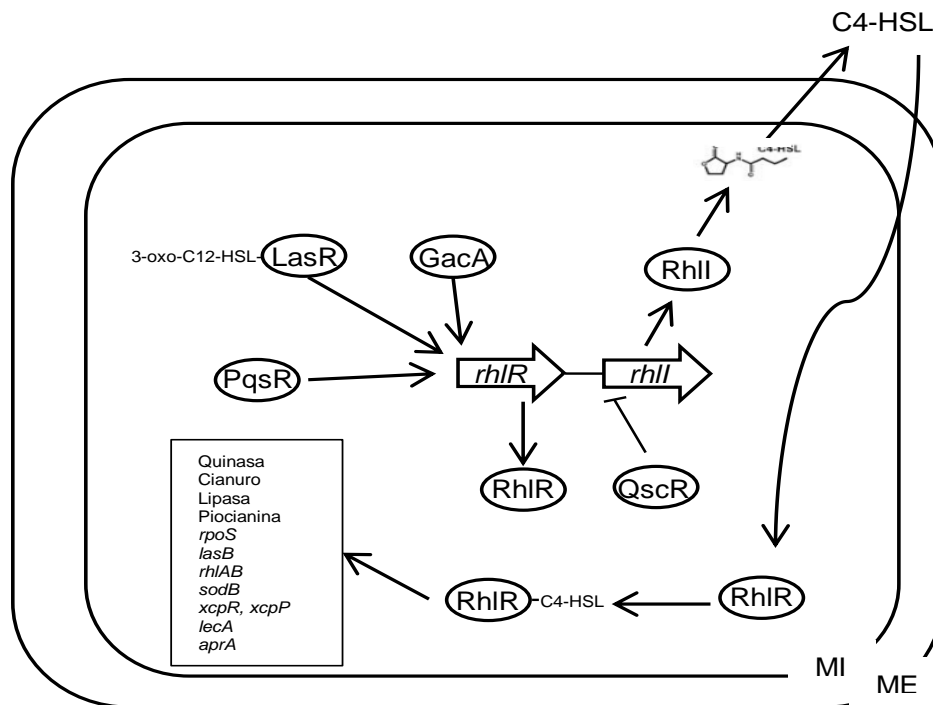 C4-HSL
C4-HSL
3-oxo-C12-HSL-LasR
GacA
RhlI
PqsR
rhlR
rhlI
RhlR
QscR
Quinasa
Cianuro
Lipasa
Piocianina
rpoS
lasB
rhlAB
sodB
xcpR, xcpP
lecA
aprA
RhlR-C4-HSL
RhlR
MI
ME